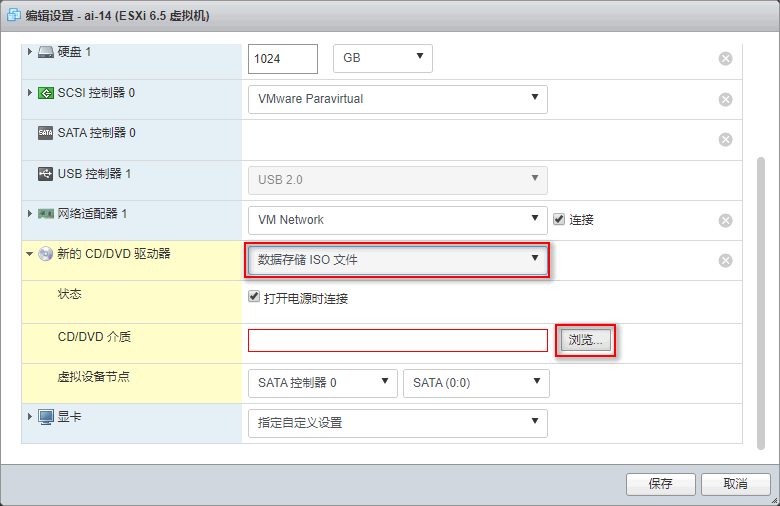 编辑设置 - ai-14 (ESXi 6.5 虚拟机)
硬盘 1 1024 GB
SCSI 控制器 0 VMware Paravirtual
SATA SATA 控制器 0
USB 控制器 1 USB 2.0
网络适配器 1 VM Network 连接
新的 CD/DVD 驱动器 数据存储 ISO 文件
状态 打开电源时连接
CD/DVD 介质 浏览...
虚拟设备节点 SATA 控制器 0 SATA (0:0)
显卡 指定自定义设置
保存 取消